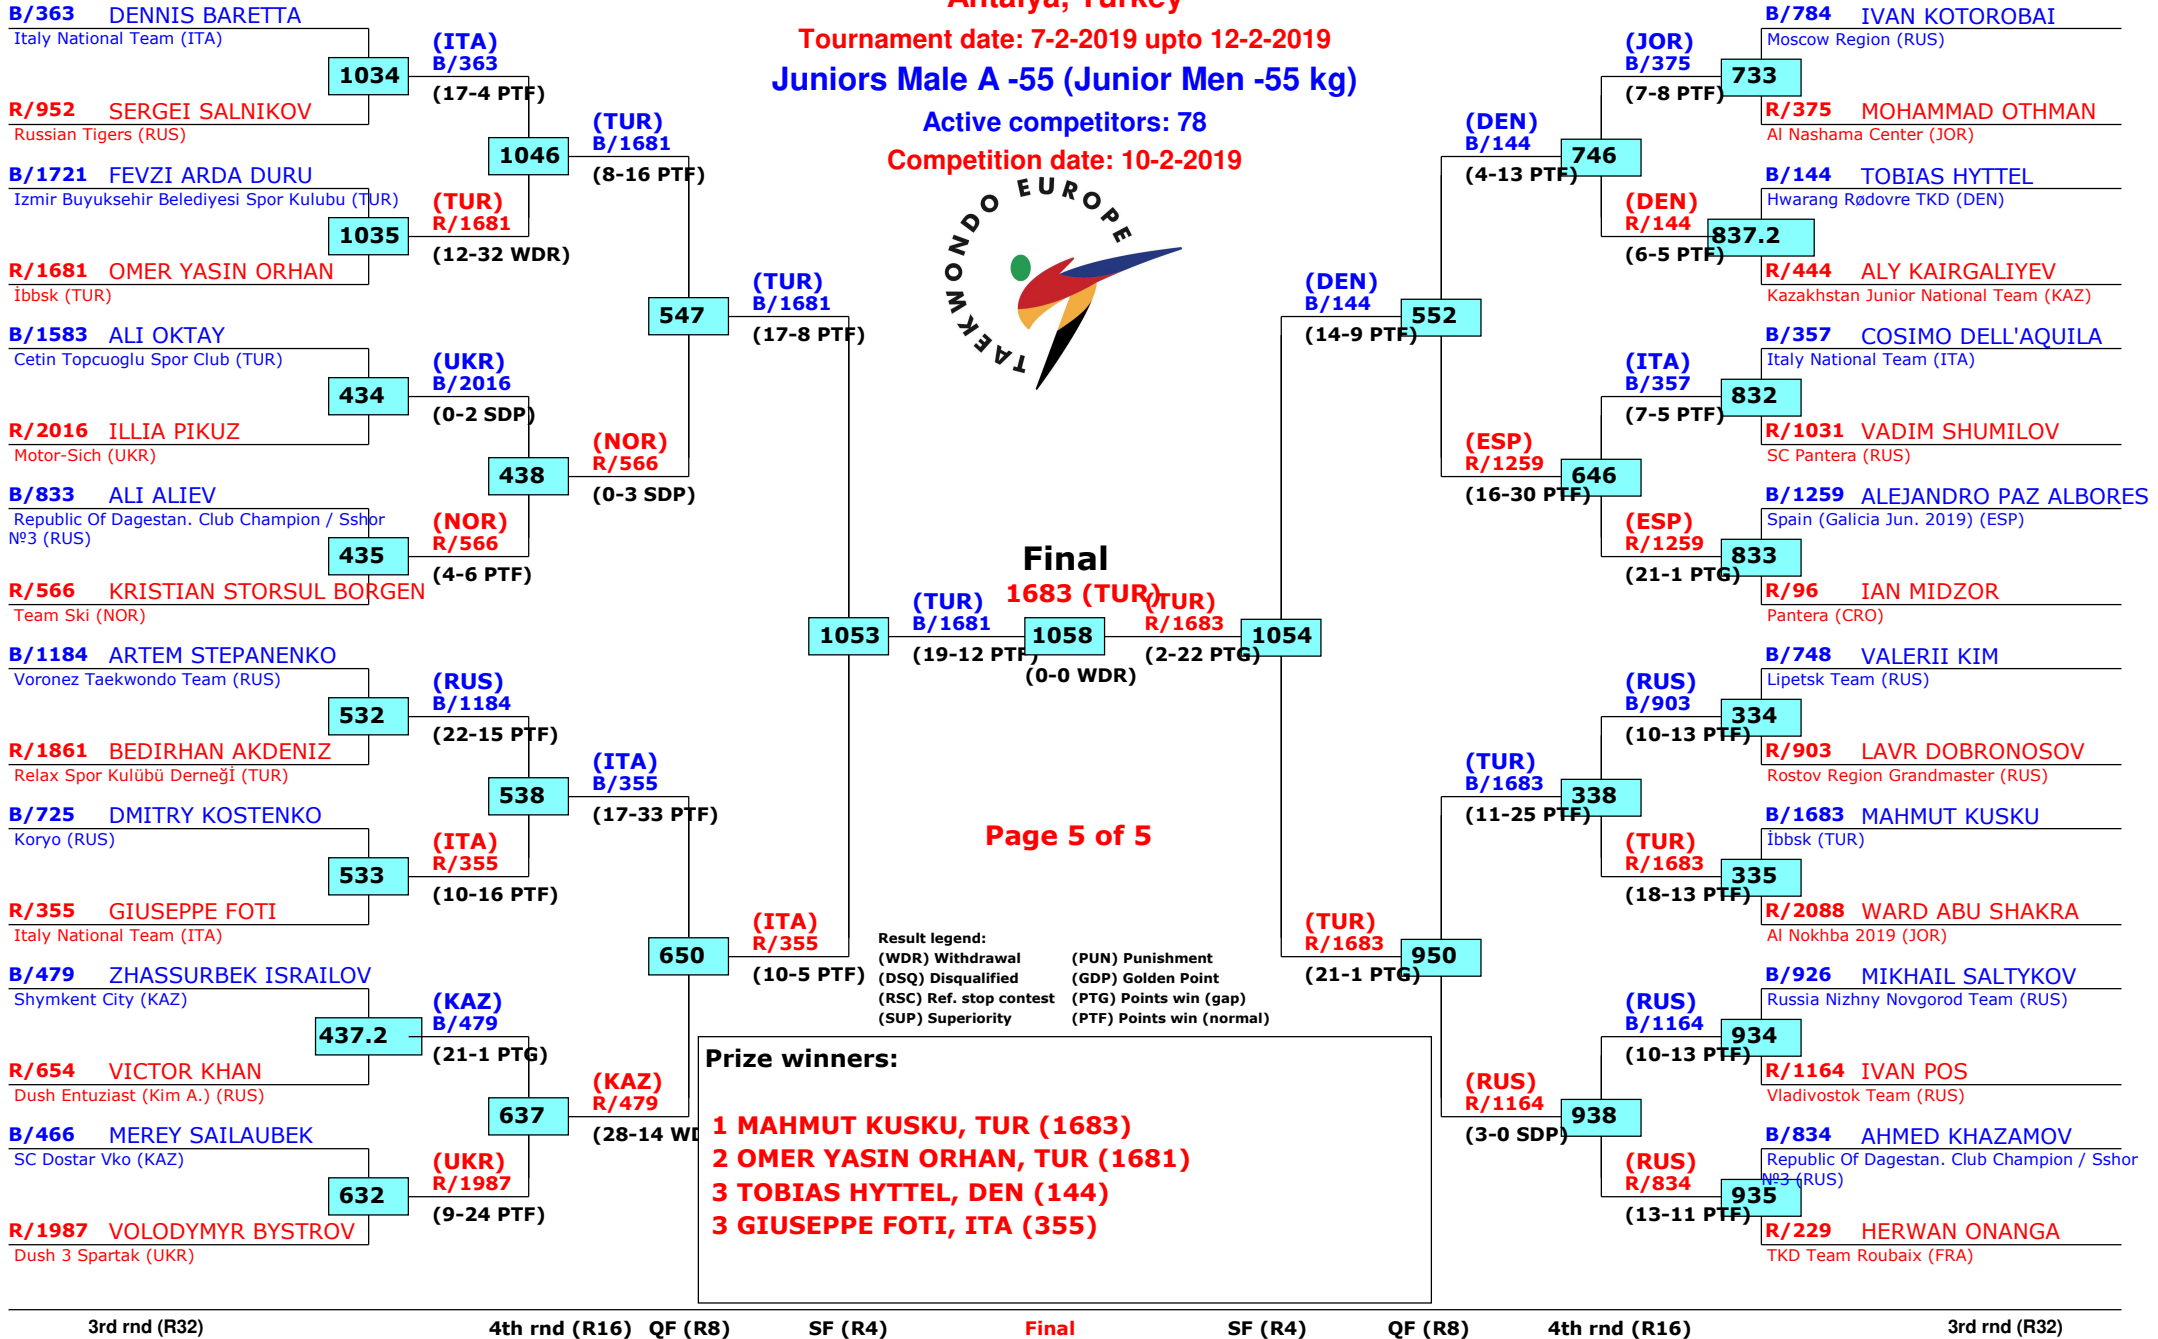 Antalya, Turkey
Tournament date: 7-2-2019 upto 12-2-2019
Juniors Male A -55 (Junior Men -55 kg)
Active competitors: 78
Competition date: 10-2-2019
TAEKWONDO EUROPE
B/363 DENNIS BARETTA
Italy National Team (ITA)
1034
R/952 SERGEI SALNIKOV
Russian Tigers (RUS)
B/1721 FEVZI ARDA DURU
Izmir Buyuksehir Belediyesi Spor Kulubu (TUR)
1035
R/1681 OMER YASIN ORHAN
İbbsk (TUR)
B/1583 ALI OKTAY
Cetin Topcuoglu Spor Club (TUR)
434
R/2016 ILLIA PIKUZ
Motor-Sich (UKR)
B/833 ALI ALIEV
Republic Of Dagestan. Club Champion / Sshor
№3 (RUS)
435
R/566 KRISTIAN STORSUL BORGEN
Team Ski (NOR)
B/1184 ARTEM STEPANENKO
Voronez Taekwondo Team (RUS)
532
R/1861 BEDIRHAN AKDENIZ
Relax Spor Kulübü Derneğİ (TUR)
B/725 DMITRY KOSTENKO
Koryo (RUS)
533
R/355 GIUSEPPE FOTI
Italy National Team (ITA)
B/479 ZHASSURBEK ISRAILOV
Shymkent City (KAZ)
437.2
R/654 VICTOR KHAN
Dush Entuziast (Kim A.) (RUS)
B/466 MEREY SAILAUBEK
SC Dostar Vko (KAZ)
632
R/1987 VOLODYMYR BYSTROV
Dush 3 Spartak (UKR)
(ITA)
B/363
(17-4 PTF)
1046
(TUR)
R/1681
(12-32 WDR)
(UKR)
B/2016
(0-2 SDP)
438
(NOR)
R/566
(4-6 PTF)
(RUS)
B/1184
(22-15 PTF)
538
(ITA)
R/355
(10-16 PTF)
(KAZ)
B/479
(21-1 PTG)
637
(UKR)
R/1987
(9-24 PTF)
(TUR)
B/1681
(8-16 PTF)
547
(NOR)
R/566
(0-3 SDP)
(ITA)
B/355
(17-33 PTF)
650
(KAZ)
R/479
(28-14 WD
(TUR)
B/1681
(17-8 PTF)
1053
(ITA)
R/355
(10-5 PTF)
Final
1683 (TUR)
(TUR)
B/1681
(19-12 PTF)
1058
(0-0 WDR)
(TUR)
R/1683
(2-22 PTG)
1054
Page 5 of 5
(DEN)
B/144
(14-9 PTF)
(TUR)
R/1683
(21-1 PTG)
(DEN)
B/144
(4-13 PTF)
552
(ESP)
R/1259
(16-30 PTF)
(TUR)
B/1683
(11-25 PTF)
950
(RUS)
R/1164
(3-0 SDP)
(JOR)
B/375
(7-8 PTF)
746
(DEN)
R/144
(6-5 PTF)
(ITA)
B/357
(7-5 PTF)
646
(ESP)
R/1259
(21-1 PTG)
(RUS)
B/903
(10-13 PTF)
338
(TUR)
R/1683
(18-13 PTF)
(RUS)
B/1164
(10-13 PTF)
938
(RUS)
R/834
(13-11 PTF)
B/784 IVAN KOTOROBAI
Moscow Region (RUS)
733
R/375 MOHAMMAD OTHMAN
Al Nashama Center (JOR)
B/144 TOBIAS HYTTEL
Hwarang Rødovre TKD (DEN)
837.2
R/444 ALY KAIRGALIYEV
Kazakhstan Junior National Team (KAZ)
B/357 COSIMO DELL'AQUILA
Italy National Team (ITA)
832
R/1031 VADIM SHUMILOV
SC Pantera (RUS)
B/1259 ALEJANDRO PAZ ALBORES
Spain (Galicia Jun. 2019) (ESP)
833
R/96 IAN MIDZOR
Pantera (CRO)
B/748 VALERII KIM
Lipetsk Team (RUS)
334
R/903 LAVR DOBRONOSOV
Rostov Region Grandmaster (RUS)
B/1683 MAHMUT KUSKU
İbbsk (TUR)
335
R/2088 WARD ABU SHAKRA
Al Nokhba 2019 (JOR)
B/926 MIKHAIL SALTYKOV
Russia Nizhny Novgorod Team (RUS)
934
R/1164 IVAN POS
Vladivostok Team (RUS)
B/834 AHMED KHAZAMOV
Republic Of Dagestan. Club Champion / Sshor
№3 (RUS)
935
R/229 HERWAN ONANGA
TKD Team Roubaix (FRA)
Result legend:
(WDR) Withdrawal (PUN) Punishment
(DSQ) Disqualified (GDP) Golden Point
(RSC) Ref. stop contest (PTG) Points win (gap)
(SUP) Superiority (PTF) Points win (normal)
Prize winners:
1 MAHMUT KUSKU, TUR (1683)
2 OMER YASIN ORHAN, TUR (1681)
3 TOBIAS HYTTEL, DEN (144)
3 GIUSEPPE FOTI, ITA (355)
3rd rnd (R32) 4th rnd (R16) QF (R8) SF (R4) Final SF (R4) QF (R8) 4th rnd (R16) 3rd rnd (R32)